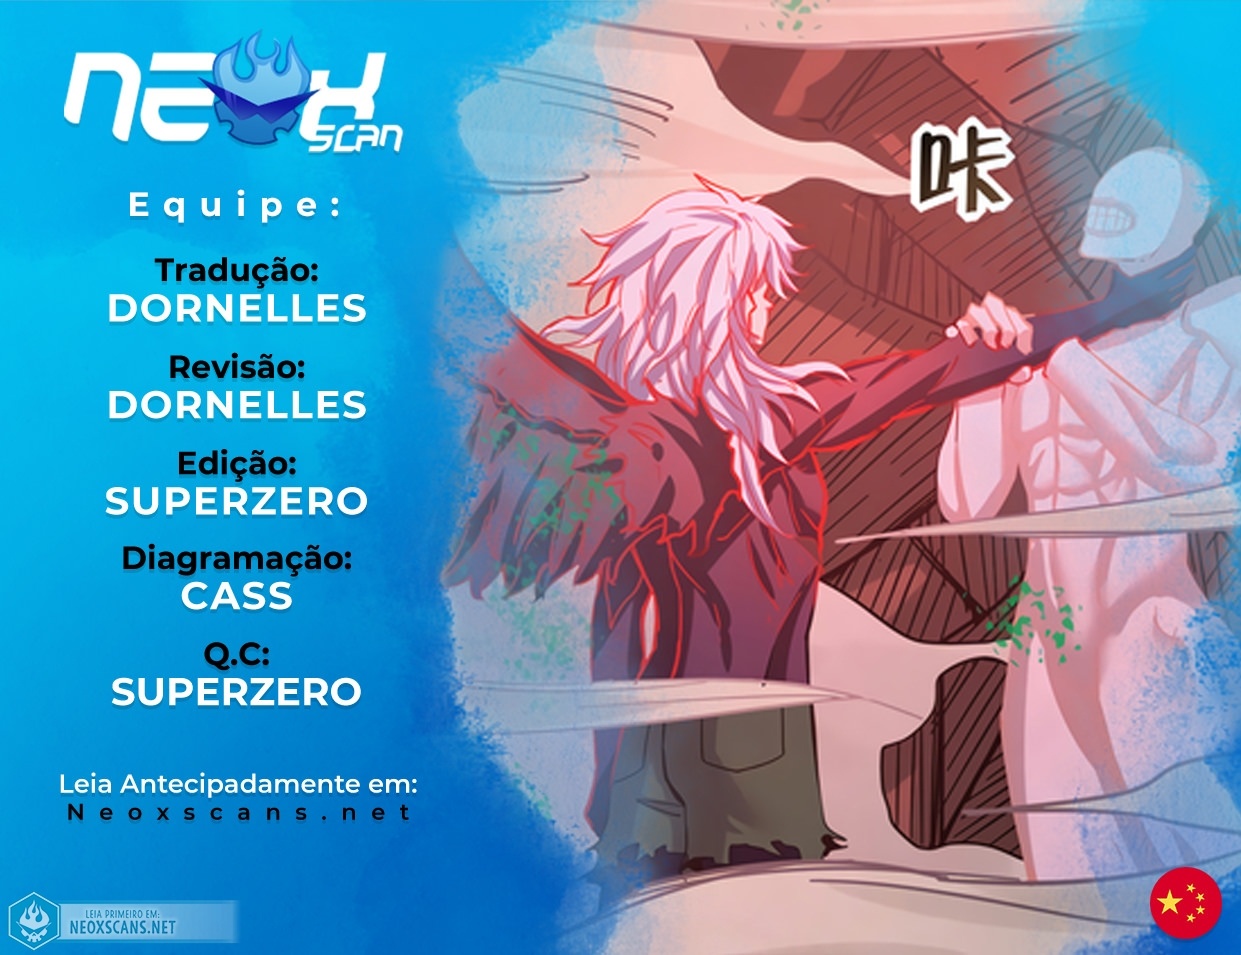 NEOX
SCAN
Equipe:
Tradução:
DORNELLES
Revisão:
DORNELLES
Edição:
SUPERZERO
Diagramação:
CASS
Q.C:
SUPERZERO
Leia Antecipadamente em:
Neoxscans.net
LEIA PRIMEIRO EM:
NEOXSCANS.NET
咔